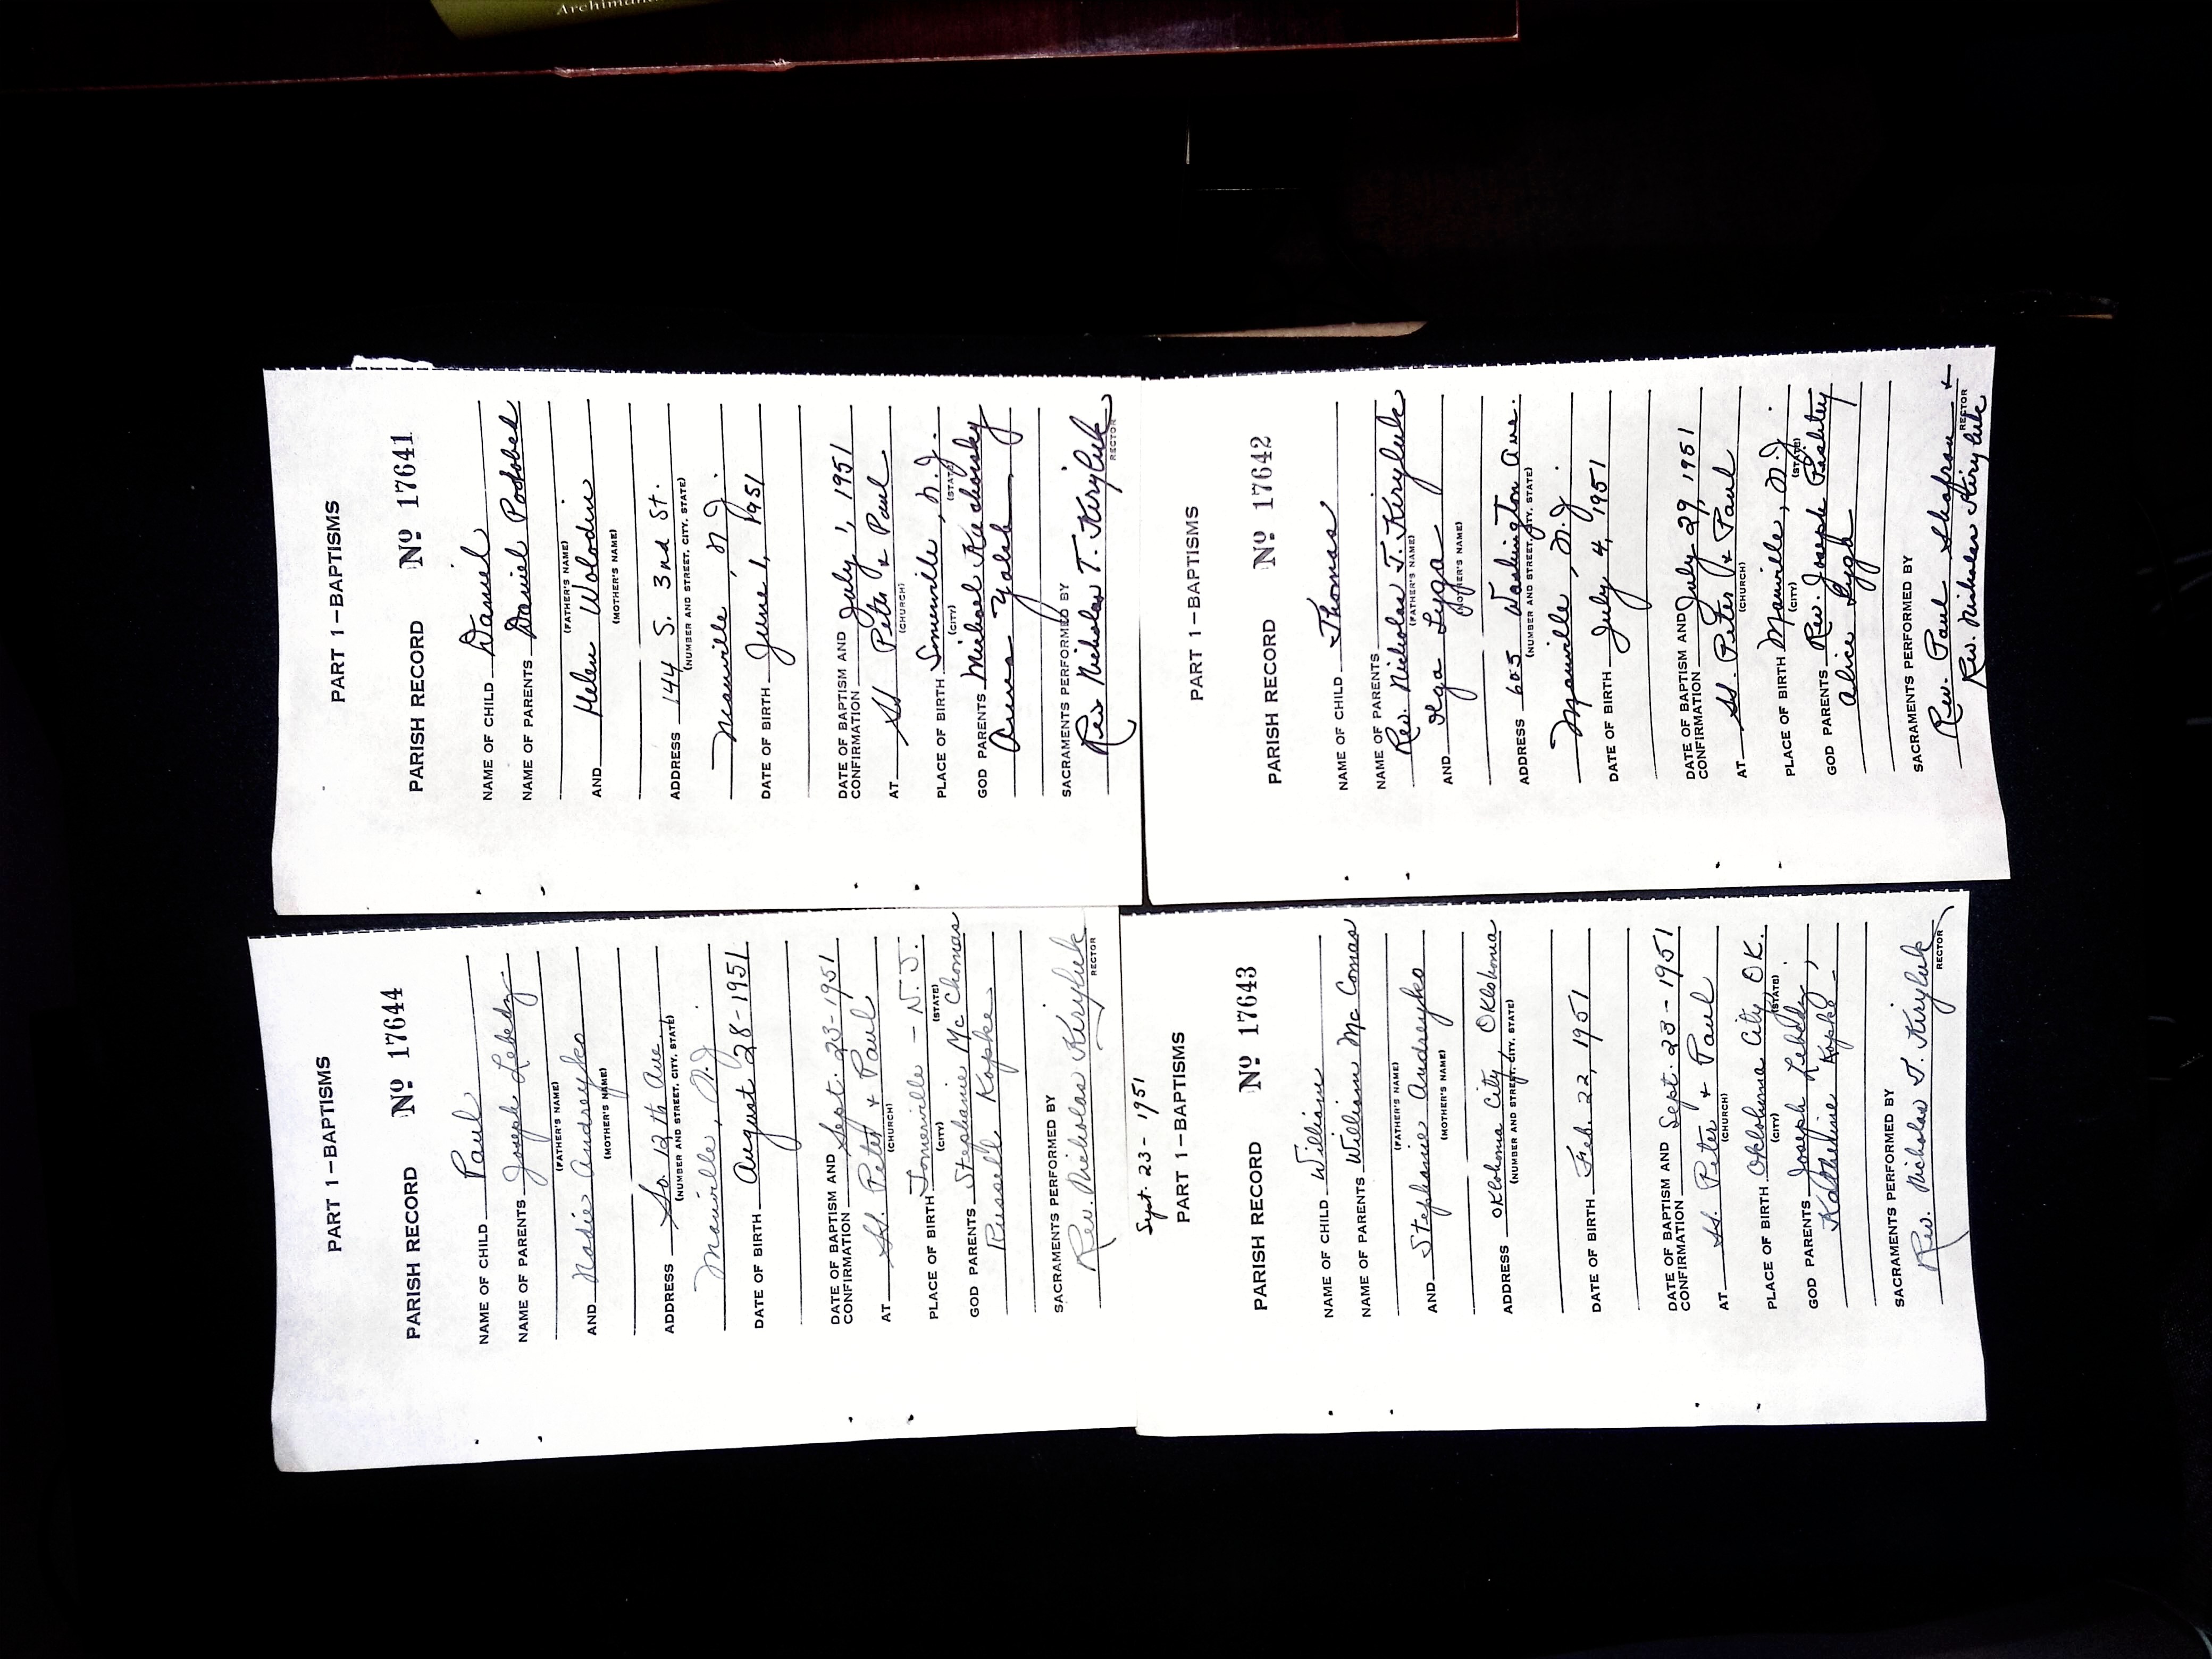 PART 1—BAPTISMS
PARISH RECORD № 17644
NAME OF CHILD Paul
NAME OF PARENTS Joseph Lebedz
(FATHER'S NAME)
AND Nadie Andreyko
(MOTHER'S NAME)
ADDRESS So. 12th Ave.
(NUMBER AND STREET, CITY, STATE)
Manville, N.J.
DATE OF BIRTH August 28-1951
DATE OF BAPTISM AND
CONFIRMATION Sept. 23-1951
AT SS. Peter & Paul
(CHURCH)
PLACE OF BIRTH Somerville — N.J.
(CITY) (STATE)
GOD PARENTS Stephanie Mc Chomas
Russell Kopke
SACRAMENTS PERFORMED BY
Rev. Nicholas Kiryluk
RECTOR
PART 1—BAPTISMS
PARISH RECORD № 17641
NAME OF CHILD Daniel
NAME OF PARENTS Daniel Podobed
(FATHER'S NAME)
AND Helen Wolodin
(MOTHER'S NAME)
ADDRESS 144 S. 3nd St.
(NUMBER AND STREET, CITY, STATE)
Manville, N.J.
DATE OF BIRTH June 1, 1951
DATE OF BAPTISM AND
CONFIRMATION July 1, 1951
AT SS Peter & Paul
(CHURCH)
PLACE OF BIRTH Somerville, N.J.
(CITY) (STATE)
GOD PARENTS Michael
Anna
SACRAMENTS PERFORMED BY
Rev Nicholas T. Kiryluk
RECTOR
Sept. 23- 1951
PART 1—BAPTISMS
PARISH RECORD № 17643
NAME OF CHILD William
NAME OF PARENTS William Mc Comas
(FATHER'S NAME)
AND Stephanie Andreyko
(MOTHER'S NAME)
ADDRESS Oklohoma City, Oklohoma
(NUMBER AND STREET, CITY, STATE)
DATE OF BIRTH Feb. 22, 1951
DATE OF BAPTISM AND
CONFIRMATION Sept. 23-1951
AT SS. Peter & Paul
(CHURCH)
PLACE OF BIRTH Oklohoma City, OK.
(CITY) (STATE)
GOD PARENTS Joseph Lebedz,
Katherine Kopke -
SACRAMENTS PERFORMED BY
Rev. Nicholas T. Kiryluk
RECTOR
PART 1—BAPTISMS
PARISH RECORD № 17642
NAME OF CHILD Thomas
NAME OF PARENTS
Rev. Nicholas T. Kiryluk
(FATHER'S NAME)
AND Olga Lyga
(MOTHER'S NAME)
ADDRESS 605 Washington Ave.
(NUMBER AND STREET, CITY, STATE)
Manville, N.J.
DATE OF BIRTH July 4, 1951
DATE OF BAPTISM AND
CONFIRMATION July 29, 1951
AT SS. Peter & Paul
(CHURCH)
PLACE OF BIRTH Manville, N.J.
(CITY) (STATE)
GOD PARENTS Rev. Joseph Pishtey
Alice Lyga
SACRAMENTS PERFORMED BY
Rev. Paul Shafran &
RECTOR
Rev. Nicholas Kiryluk